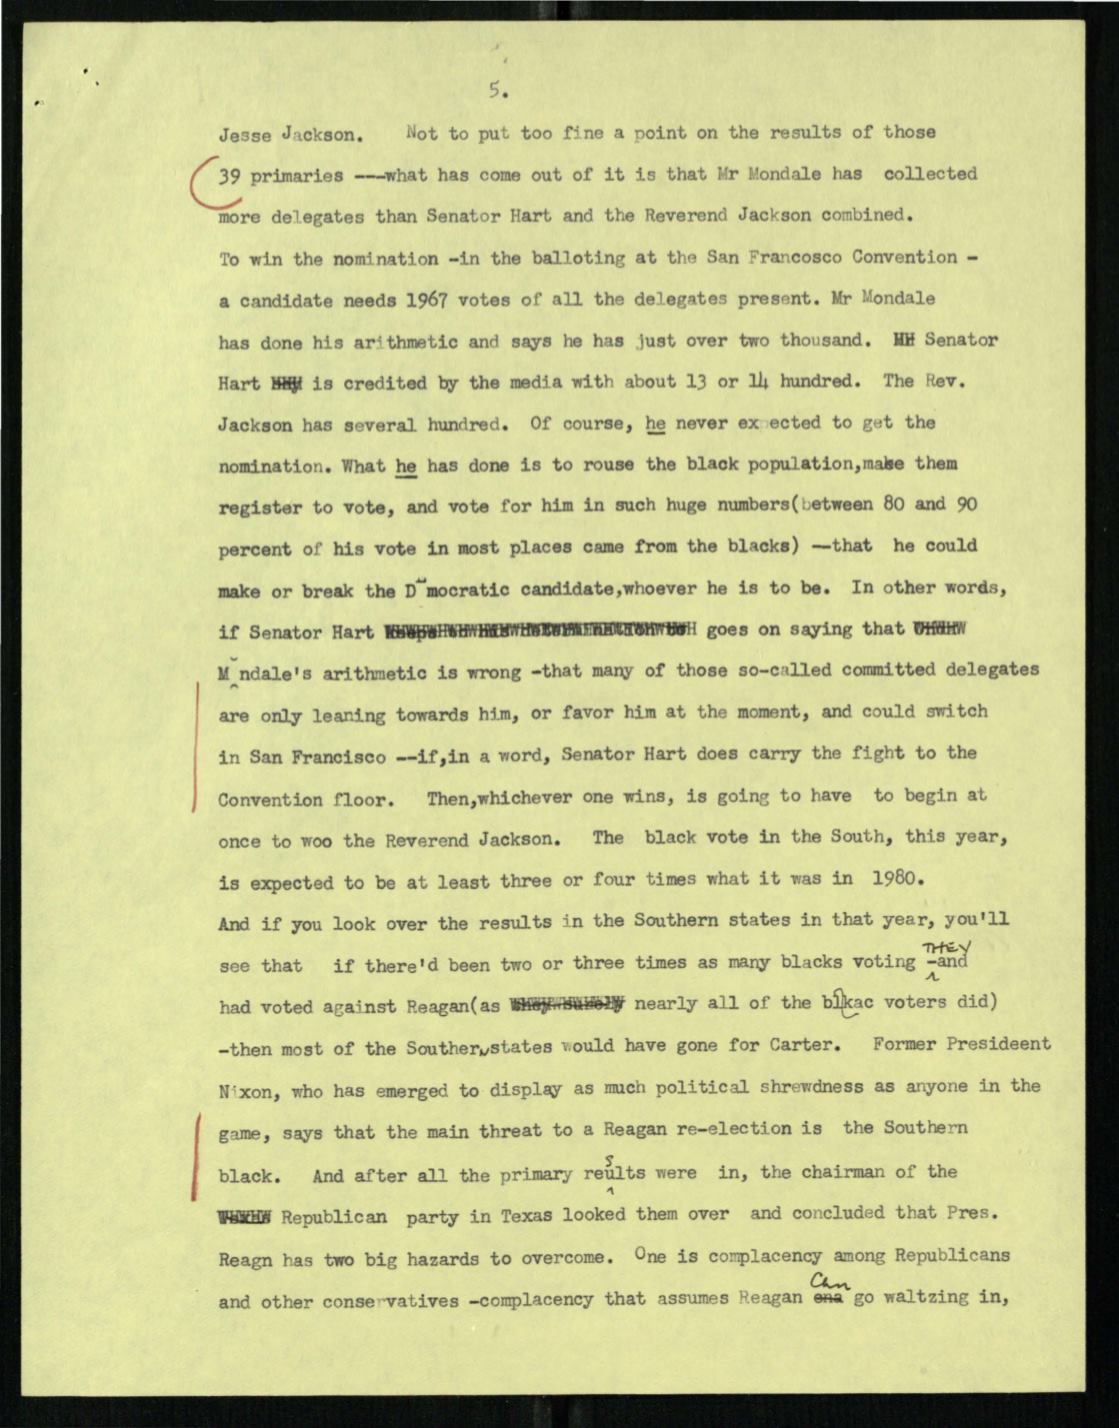 5.
Jesse Jackson. Not to put too fine a point on the results of those
39 primaries ---what has come out of it is that Mr Mondale has collected
more delegates than Senator Hart and the Reverend Jackson combined.
To win the nomination -in the balloting at the San Francosco Convention -
a candidate needs 1967 votes of all the delegates present. Mr Mondale
has done his arithmetic and says he has just over two thousand. Senator
Hart is credited by the media with about 13 or 14 hundred. The Rev.
Jackson has several hundred. Of course, he never ex ected to get the
nomination. What he has done is to rouse the black population,make them
register to vote, and vote for him in such huge numbers(between 80 and 90
percent of his vote in most places came from the blacks) --that he could
make or break the D mocratic candidate,whoever he is to be. In other words,
if Senator Hart goes on saying that
M ndale's arithmetic is wrong -that many of those so-called committed delegates
are only leaning towards him, or favor him at the moment, and could switch
in San Francisco --if,in a word, Senator Hart does carry the fight to the
Convention floor. Then,whichever one wins, is going to have to begin at
once to woo the Reverend Jackson. The black vote in the South, this year,
is expected to be at least three or four times what it was in 1980.
And if you look over the results in the Southern states in that year, you'll
see that if there'd been two or three times as many blacks voting -and THEY
had voted against Reagan(as nearly all of the blkac voters did)
-then most of the Southern states would have gone for Carter. Former Presideent
Nixon, who has emerged to display as much political shrewdness as anyone in the
game, says that the main threat to a Reagan re-election is the Southern
black. And after all the primary results were in, the chairman of the
Republican party in Texas looked them over and concluded that Pres.
Reagn has two big hazards to overcome. One is complacency among Republicans
and other conservatives -complacency that assumes Reagan ena Can go waltzing in,